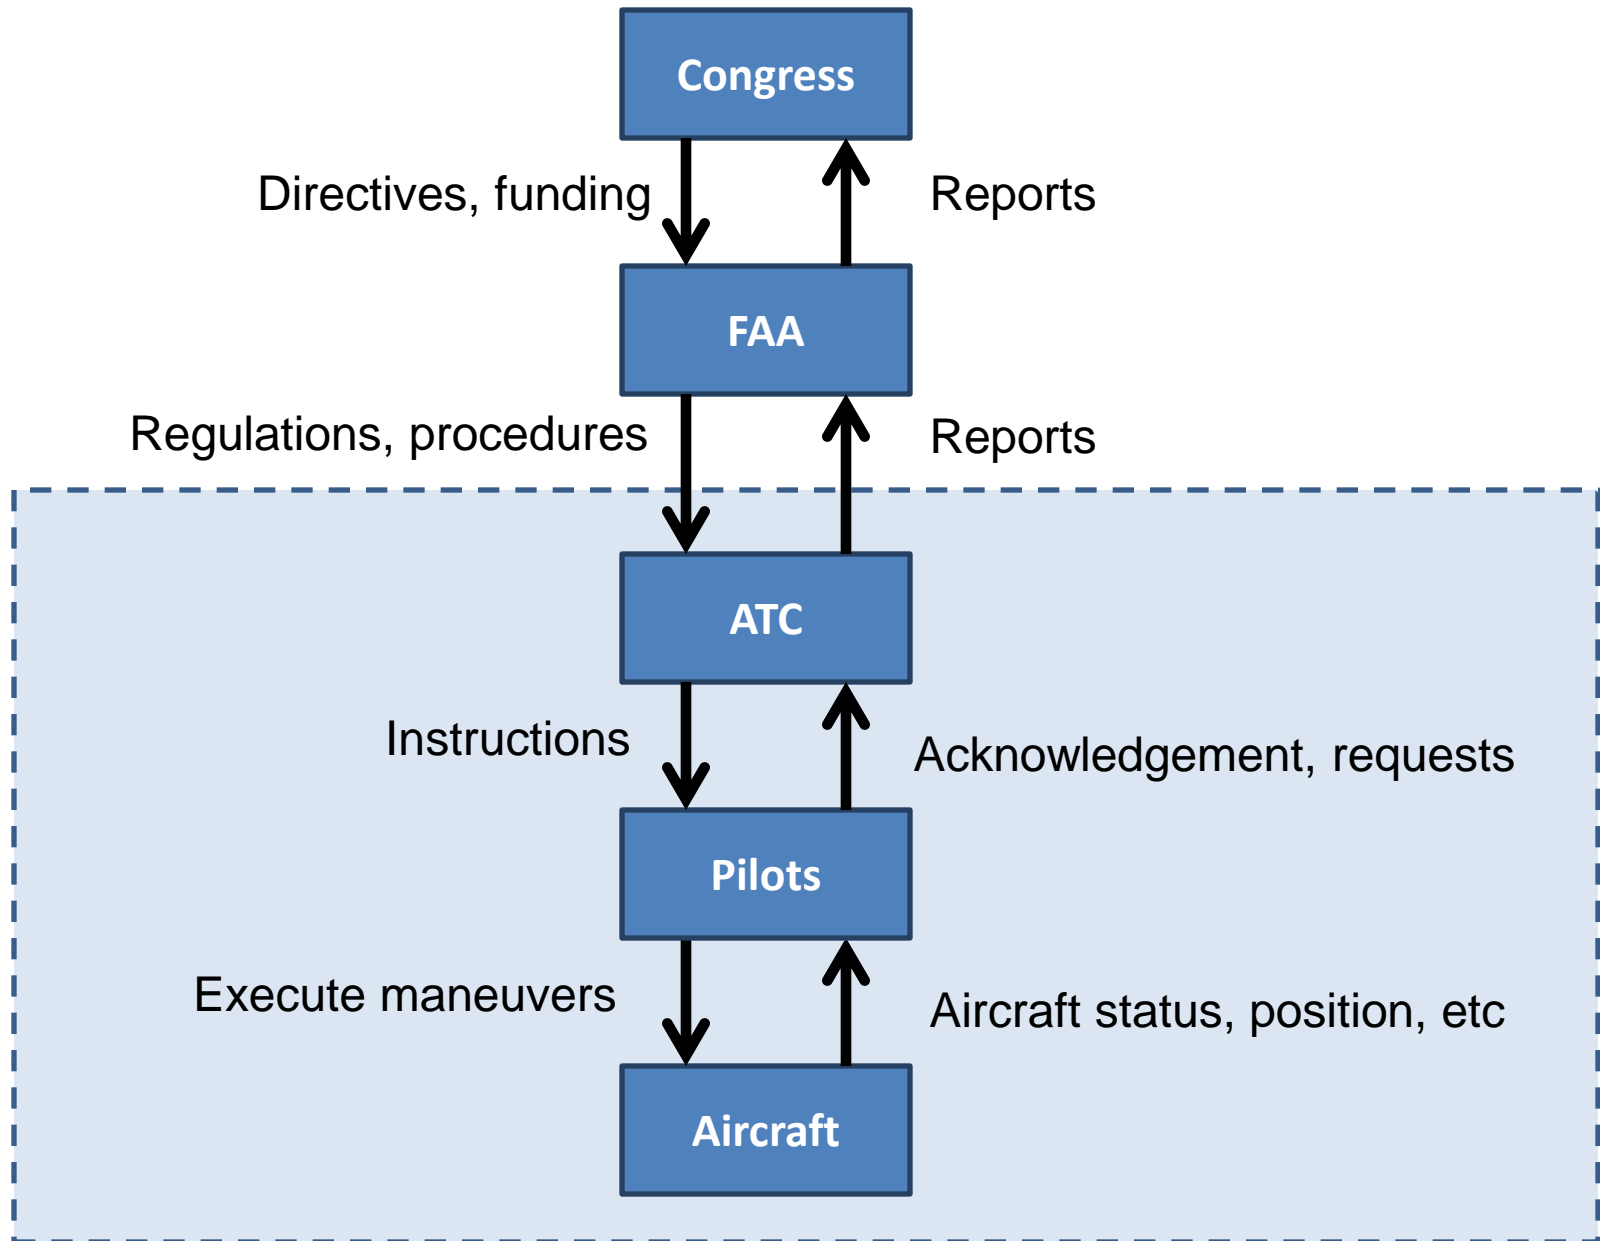 Congress
Directives, funding
Reports
FAA
Regulations, procedures
Reports
ATC
Instructions
Acknowledgement, requests
Pilots
Execute maneuvers
Aircraft status, position, etc
Aircraft